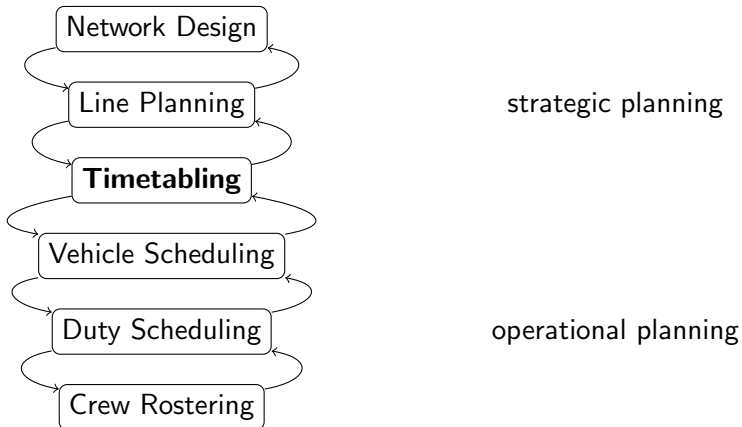 Network Design
Line Planning
strategic planning
Timetabling
Vehicle Scheduling
Duty Scheduling
operational planning
Crew Rostering